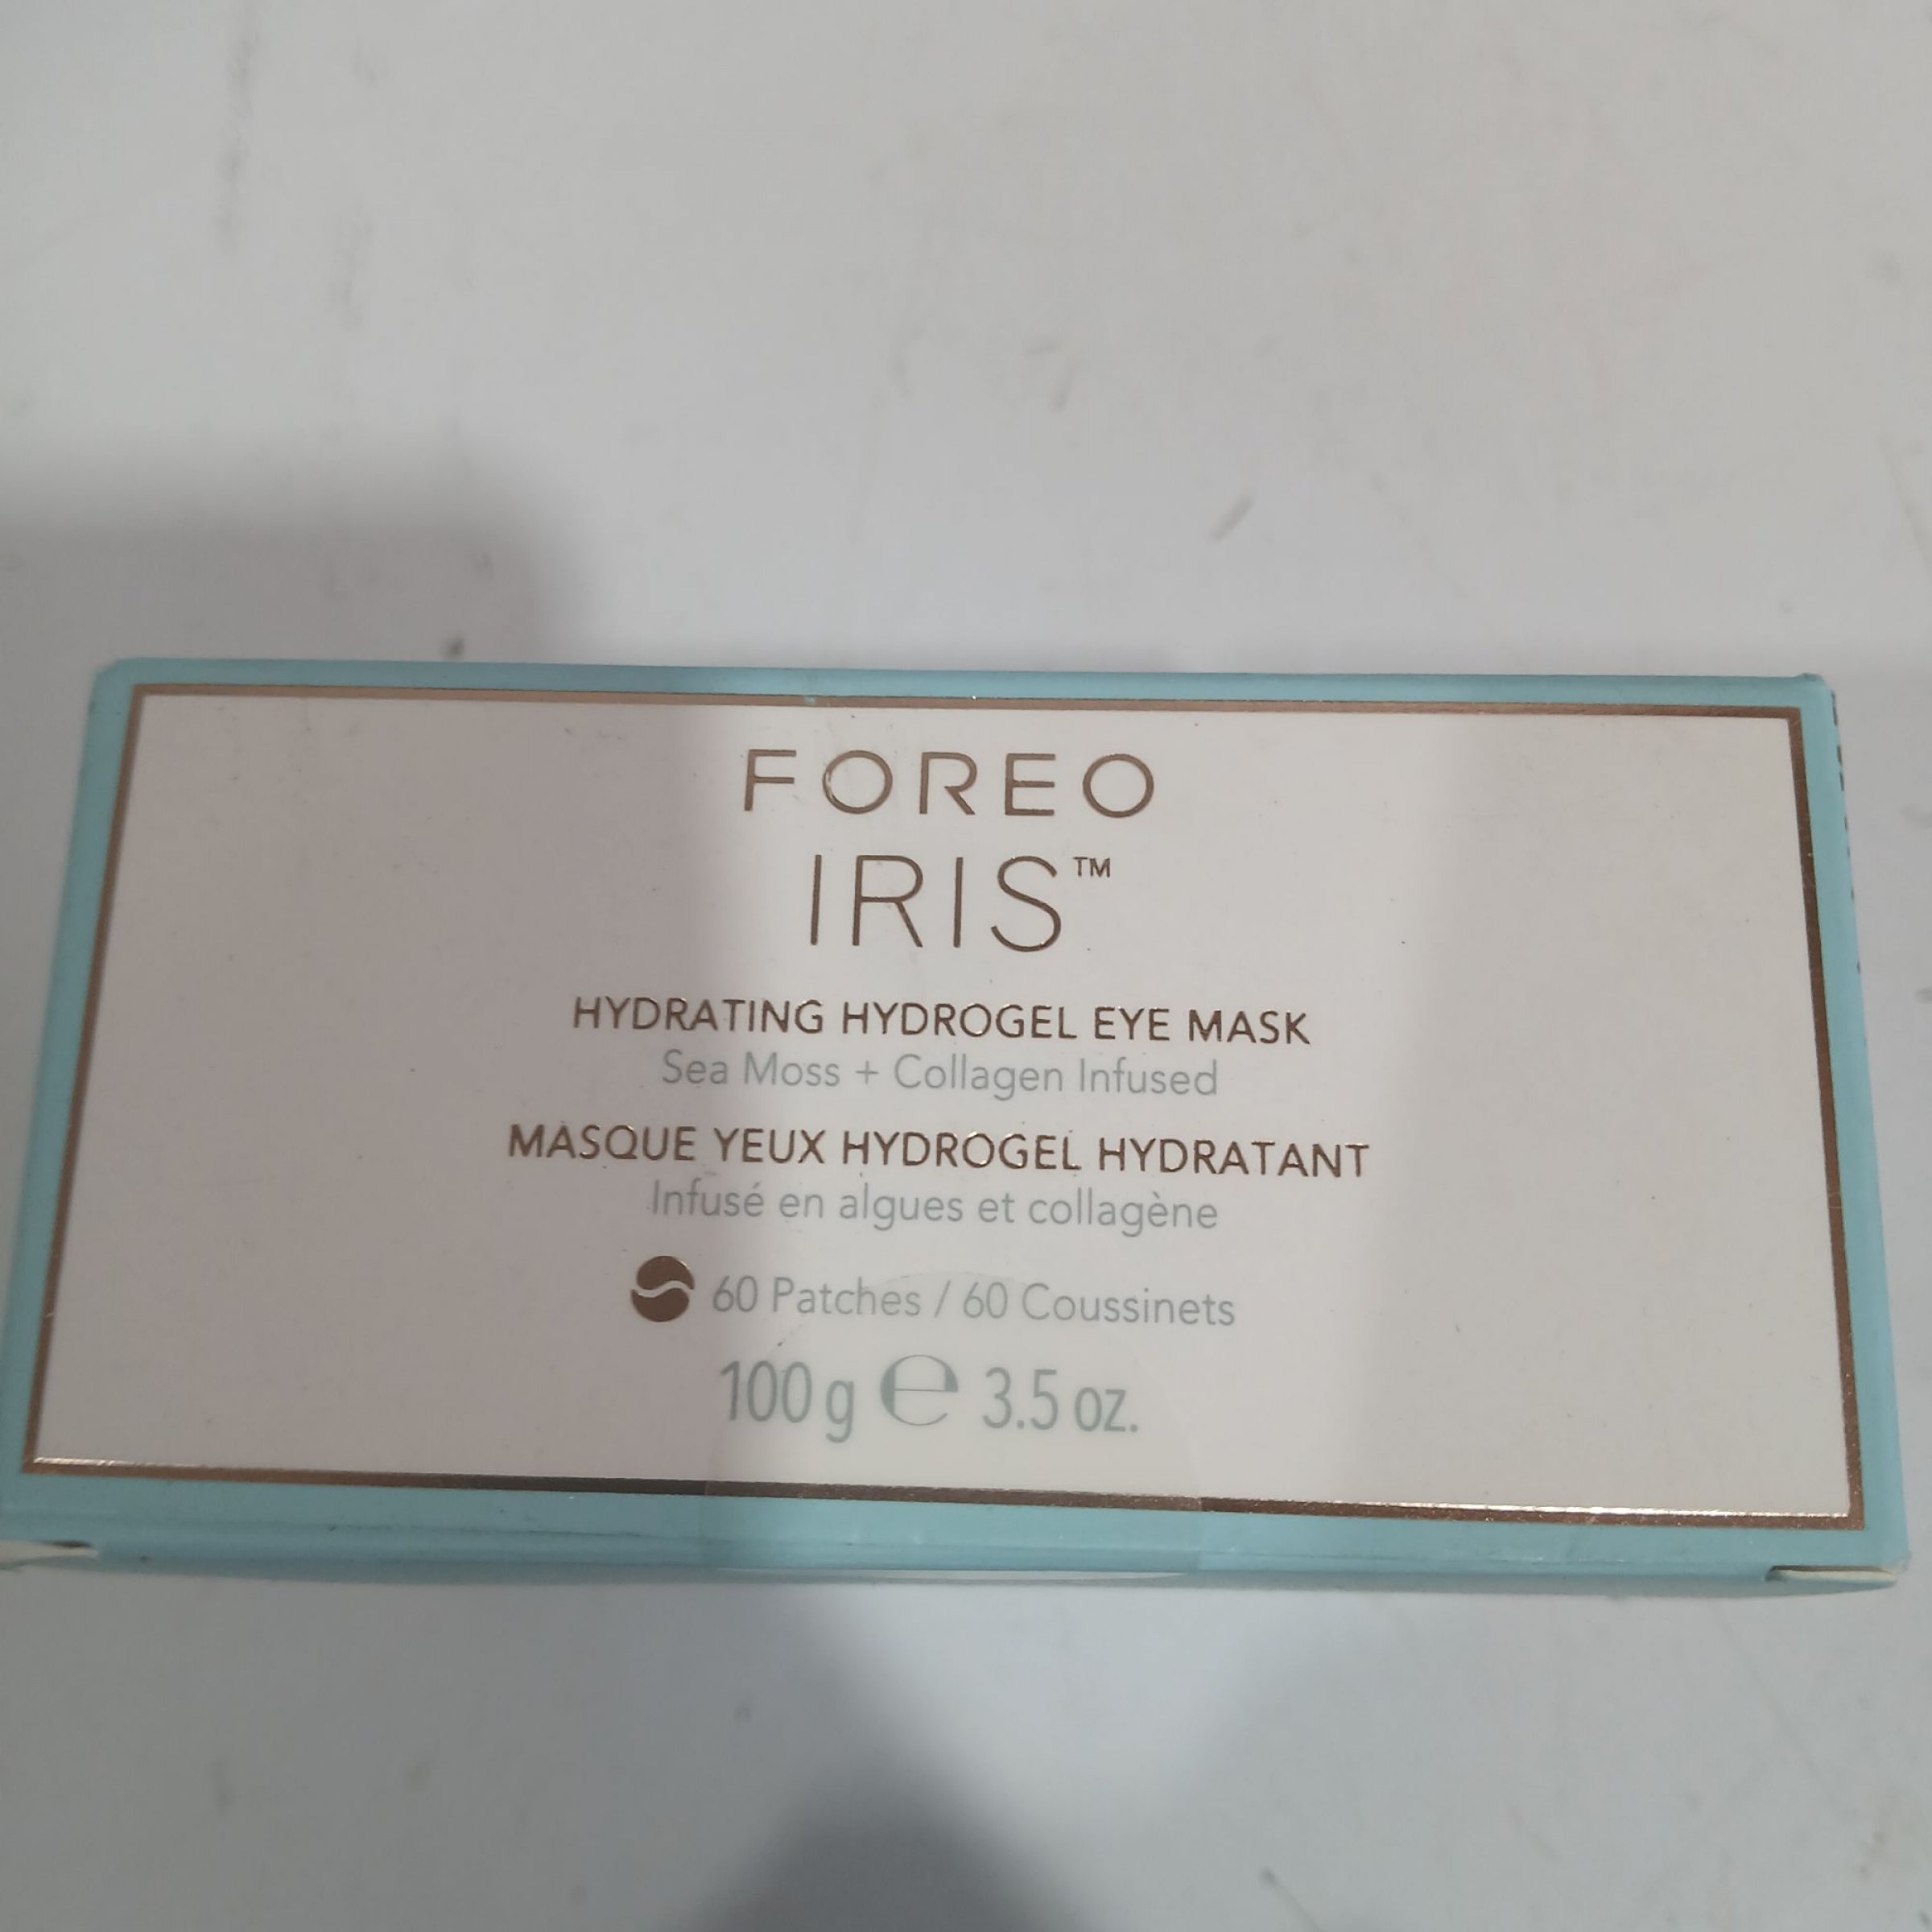 FOREO
IRIS™
HYDRATING HYDROGEL EYE MASK
Sea Moss + Collagen Infused
MASQUE YEUX HYDROGEL HYDRATANT
Infusé en algues et collagène
60 Patches / 60 Coussinets
100 g ℮ 3.5 oz.